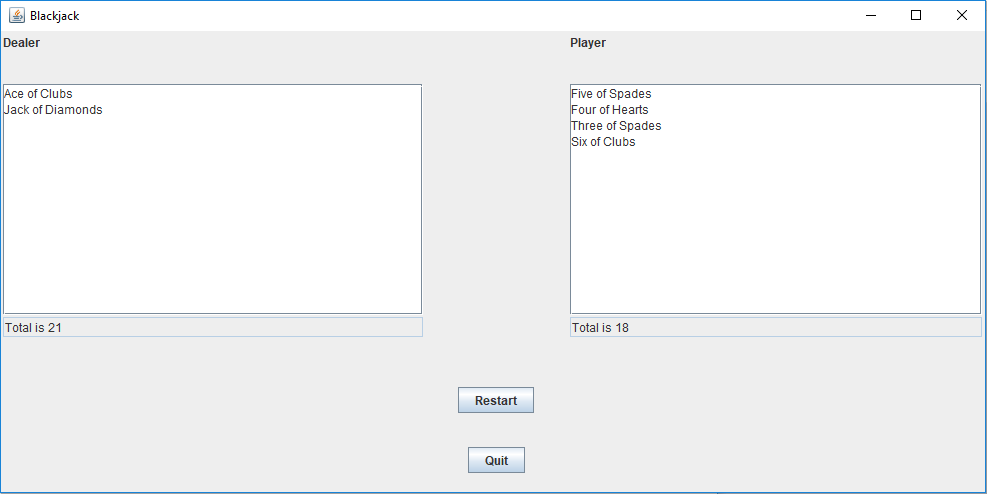 Blackjack
Dealer
Ace of Clubs
Jack of Diamonds
Total is 21
Player
Five of Spades
Four of Hearts
Three of Spades
Six of Clubs
Total is 18
Restart
Quit